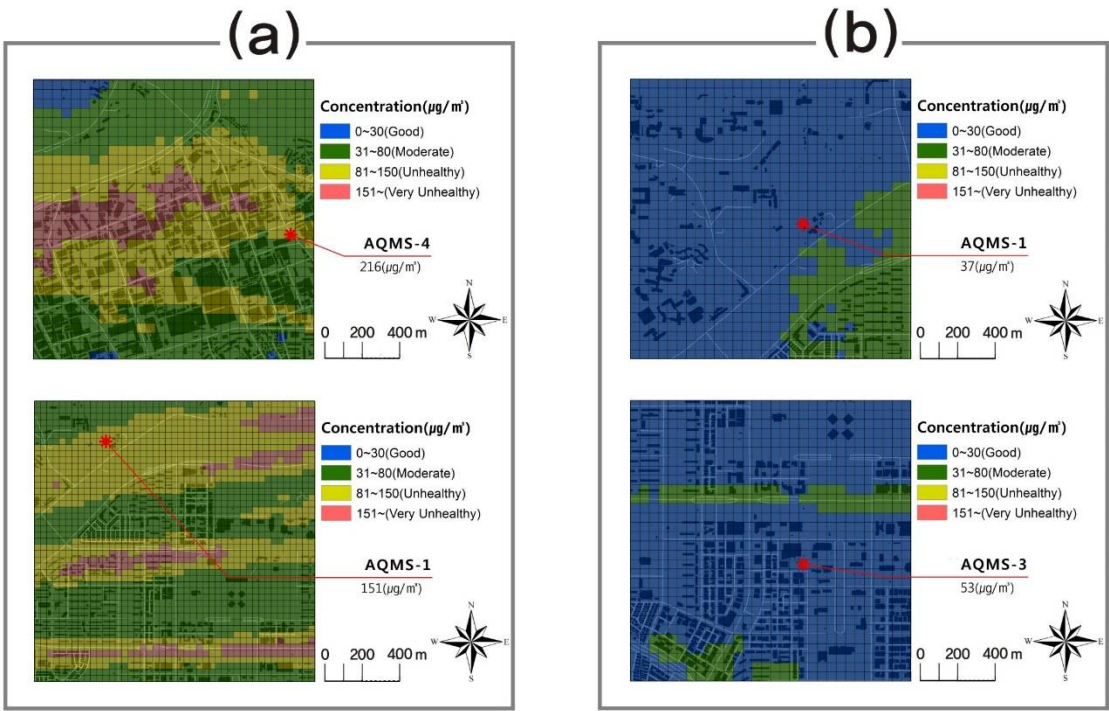 (a)
Concentration(㎍/㎥)
0~30(Good)
31~80(Moderate)
81~150(Unhealthy)
151~(Very Unhealthy)
AQMS-4
216(㎍/㎥)
N
W E
S
0 200 400 m
Concentration(㎍/㎥)
0~30(Good)
31~80(Moderate)
81~150(Unhealthy)
151~(Very Unhealthy)
AQMS-1
151(㎍/㎥)
N
W E
S
0 200 400 m
(b)
Concentration(㎍/㎥)
0~30(Good)
31~80(Moderate)
81~150(Unhealthy)
151~(Very Unhealthy)
AQMS-1
37(㎍/㎥)
N
W E
S
0 200 400 m
Concentration(㎍/㎥)
0~30(Good)
31~80(Moderate)
81~150(Unhealthy)
151~(Very Unhealthy)
AQMS-3
53(㎍/㎥)
N
W E
S
0 200 400 m